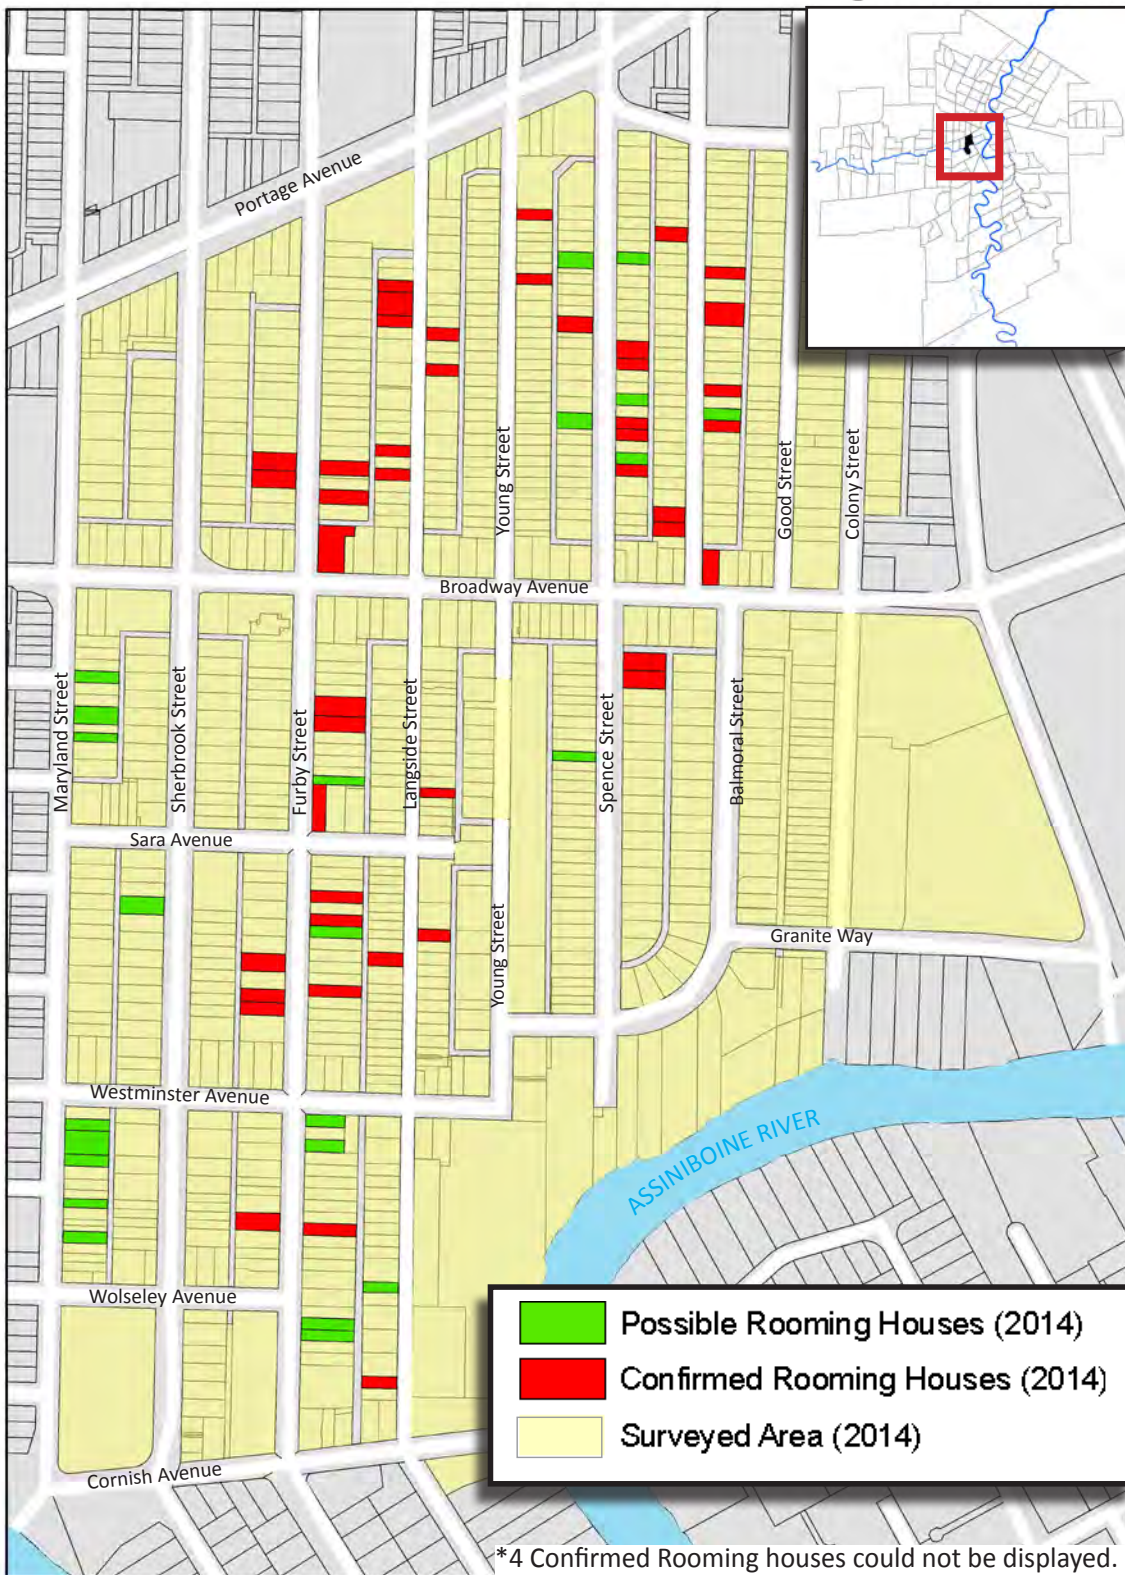 Portage Avenue
Young Street
Good Street
Colony Street
Broadway Avenue
Maryland Street
Sherbrook Street
Furby Street
Langside Street
Spence Street
Balmoral Street
Sara Avenue
Young Street
Granite Way
Westminster Avenue
ASSINIBOINE RIVER
Wolseley Avenue
Possible Rooming Houses (2014)
Confirmed Rooming Houses (2014)
Surveyed Area (2014)
Cornish Avenue
*4 Confirmed Rooming houses could not be displayed.